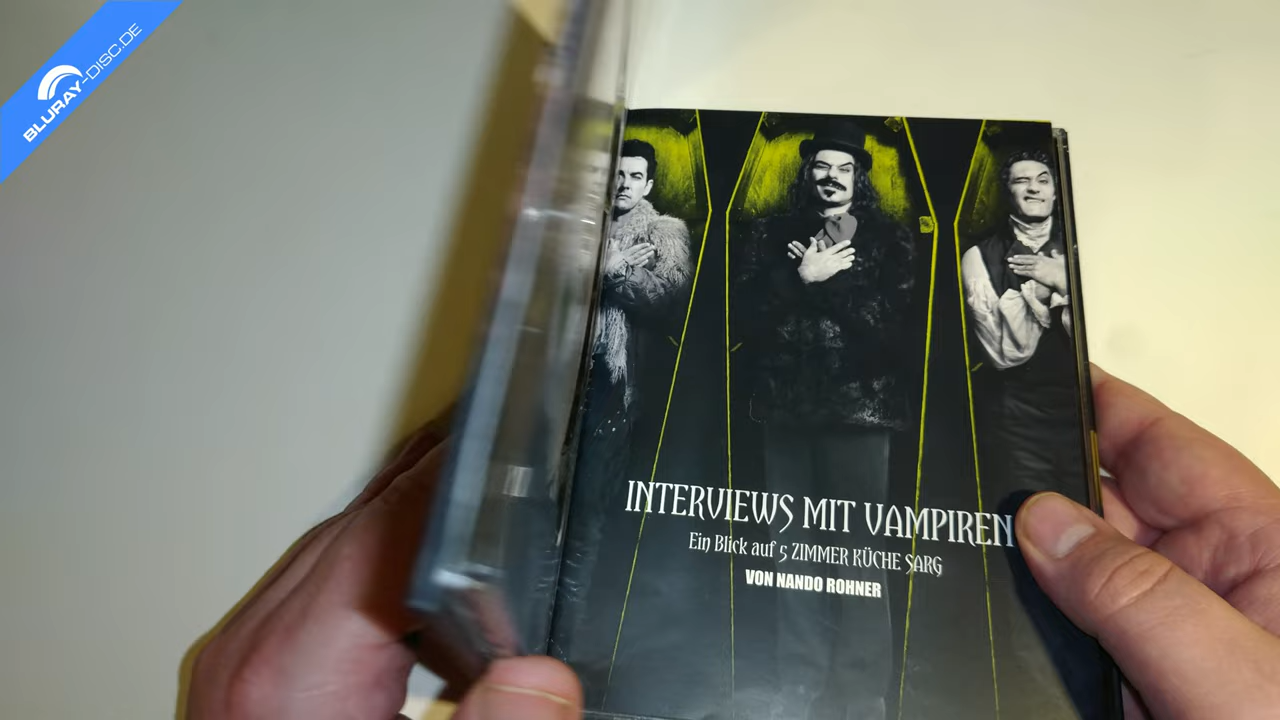 BLURAY-DISC.DE
INTERVIEWS MIT VAMPIREN
Ein Blick auf 5 ZIMMER KÜCHE SARG
VON NANDO ROHNER